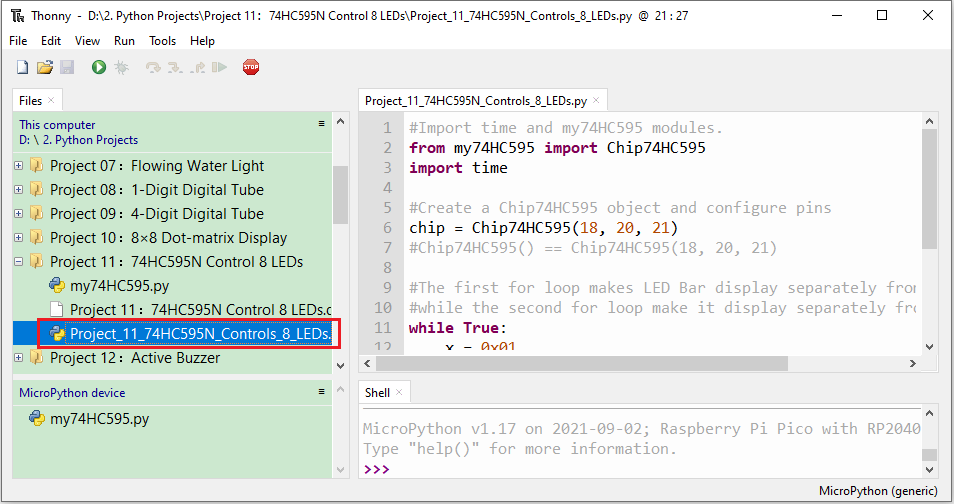 Thonny - D:\2. Python Projects\Project 11：74HC595N Control 8 LEDs\Project_11_74HC595N_Controls_8_LEDs.py @ 21 : 27
File Edit View Run Tools Help
STOP
Files
This computer
D: \ 2. Python Projects
Project 07：Flowing Water Light
Project 08：1-Digit Digital Tube
Project 09：4-Digit Digital Tube
Project 10：8×8 Dot-matrix Display
Project 11：74HC595N Control 8 LEDs
my74HC595.py
Project 11：74HC595N Control 8 LEDs.c
Project_11_74HC595N_Controls_8_LEDs.
Project 12：Active Buzzer
MicroPython device
my74HC595.py
Project_11_74HC595N_Controls_8_LEDs.py
1 #Import time and my74HC595 modules.
2 from my74HC595 import Chip74HC595
3 import time
4
5 #Create a Chip74HC595 object and configure pins
6 chip = Chip74HC595(18, 20, 21)
7 #Chip74HC595() == Chip74HC595(18, 20, 21)
8
9 #The first for loop makes LED Bar display separately from
10 #while the second for loop make it display separately fro
11 while True:
12 x = 0x01
Shell
MicroPython v1.17 on 2021-09-02; Raspberry Pi Pico with RP2040
Type "help()" for more information.
>>>
MicroPython (generic)